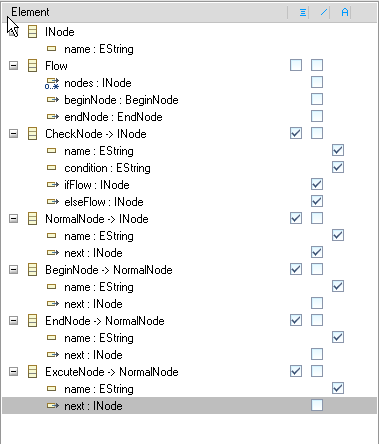 Element A
INode
name : EString
Flow
0..*
nodes : INode
beginNode : BeginNode
endNode : EndNode
CheckNode -> INode
name : EString
condition : EString
ifFlow : INode
elseFlow : INode
NormalNode -> INode
name : EString
next : INode
BeginNode -> NormalNode
name : EString
next : INode
EndNode -> NormalNode
name : EString
next : INode
ExcuteNode -> NormalNode
name : EString
next : INode